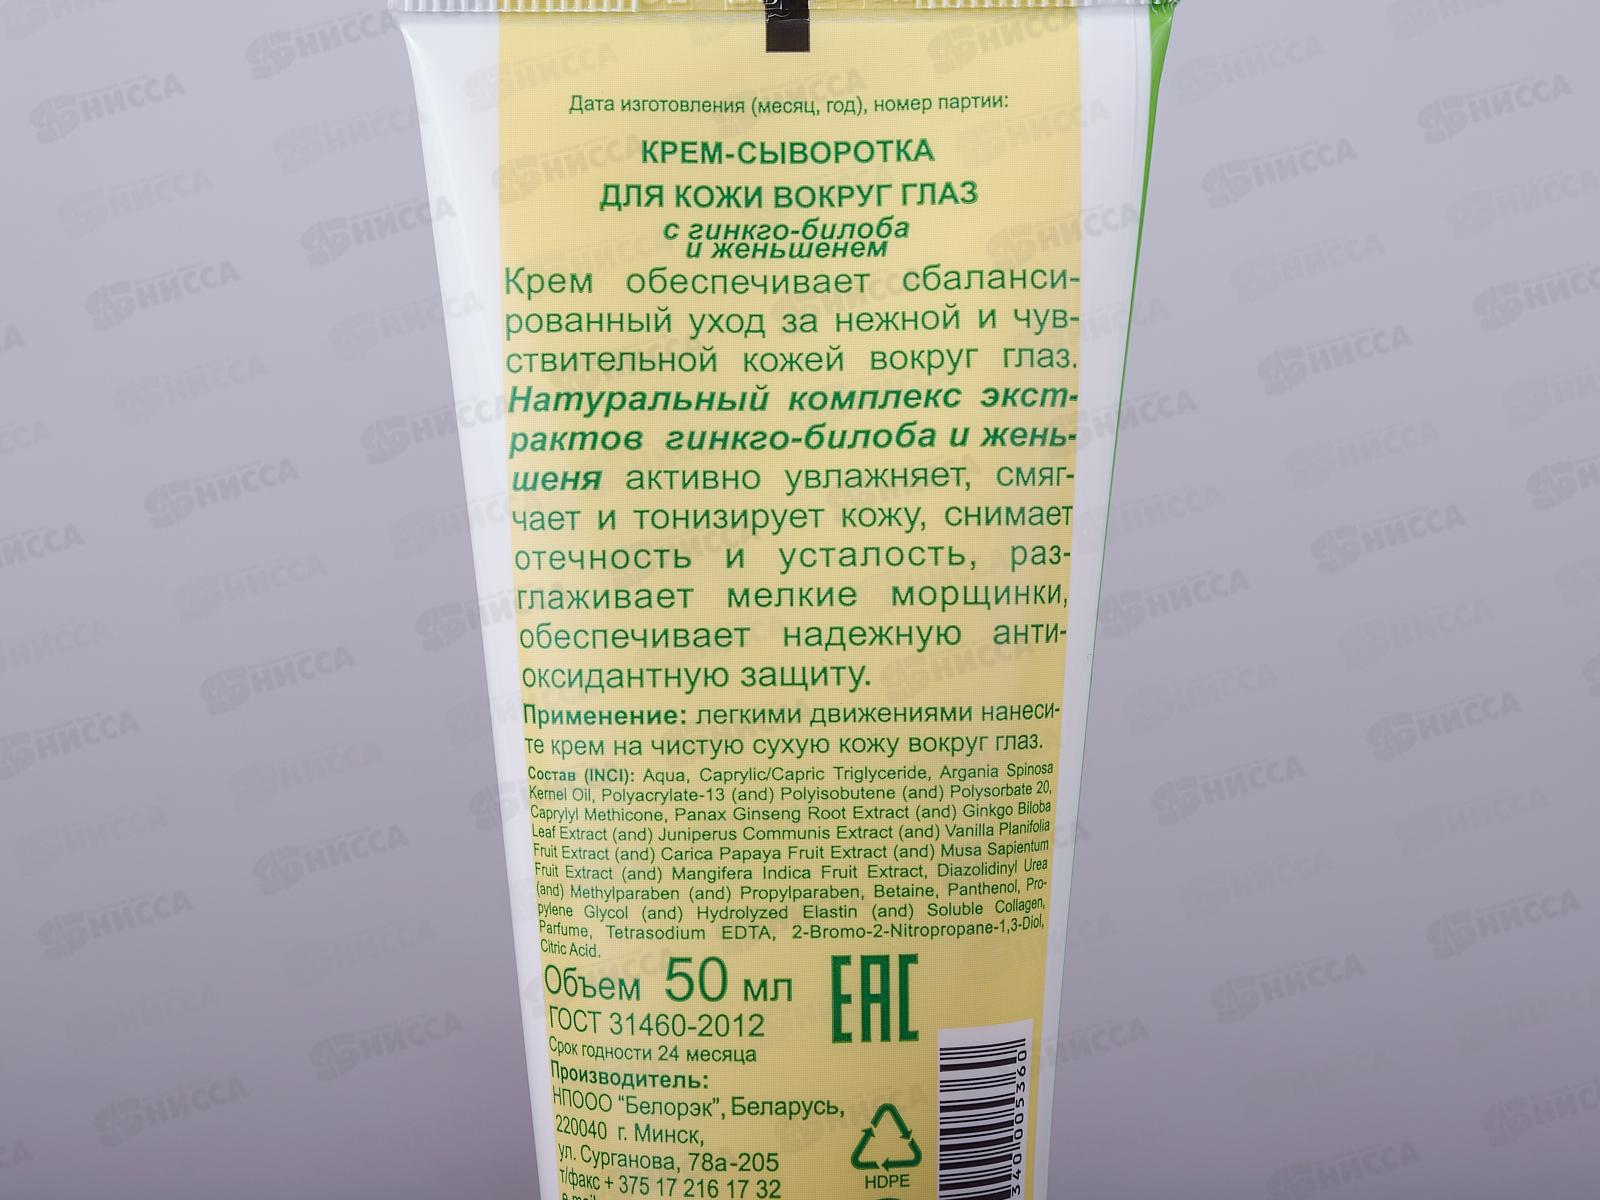 Дата изготовления (месяц, год), номер партии:
КРЕМ-СЫВОРОТКА
ДЛЯ КОЖИ ВОКРУГ ГЛАЗ
с гинкго-билоба
и женьшенем
Крем обеспечивает сбаланси-
рованный уход за нежной и чув-
ствительной кожей вокруг глаз.
Натуральный комплекс экст-
рактов гинкго-билоба и жень-
шеня активно увлажняет, смяг-
чает и тонизирует кожу, снимает
отечность и усталость, раз-
глаживает мелкие морщинки,
обеспечивает надежную анти-
оксидантную защиту.
Применение: легкими движениями нанеси-
те крем на чистую сухую кожу вокруг глаз.
Состав (INCI): Aqua, Caprylic/Capric Triglyceride, Argania Spinosa
Kernel Oil, Polyacrylate-13 (and) Polyisobutene (and) Polysorbate 20,
Caprylyl Methicone, Panax Ginseng Root Extract (and) Ginkgo Biloba
Leaf Extract (and) Juniperus Communis Extract (and) Vanilla Planifolia
Fruit Extract (and) Carica Papaya Fruit Extract (and) Musa Sapientum
Fruit Extract (and) Mangifera Indica Fruit Extract, Diazolidinyl Urea
(and) Methylparaben (and) Propylparaben, Betaine, Panthenol, Pro-
pylene Glycol (and) Hydrolyzed Elastin (and) Soluble Collagen,
Parfume, Tetrasodium EDTA, 2-Bromo-2-Nitropropane-1,3-Diol,
Citric Acid.
Объем 50 мл
EAC
ГОСТ 31460-2012
Срок годности 24 месяца
Производитель:
НПООО “Белорэк”, Беларусь,
220040 г. Минск,
ул. Сурганова, 78а-205
т/факс + 375 17 216 17 32
HDPE
340005360
НИССА